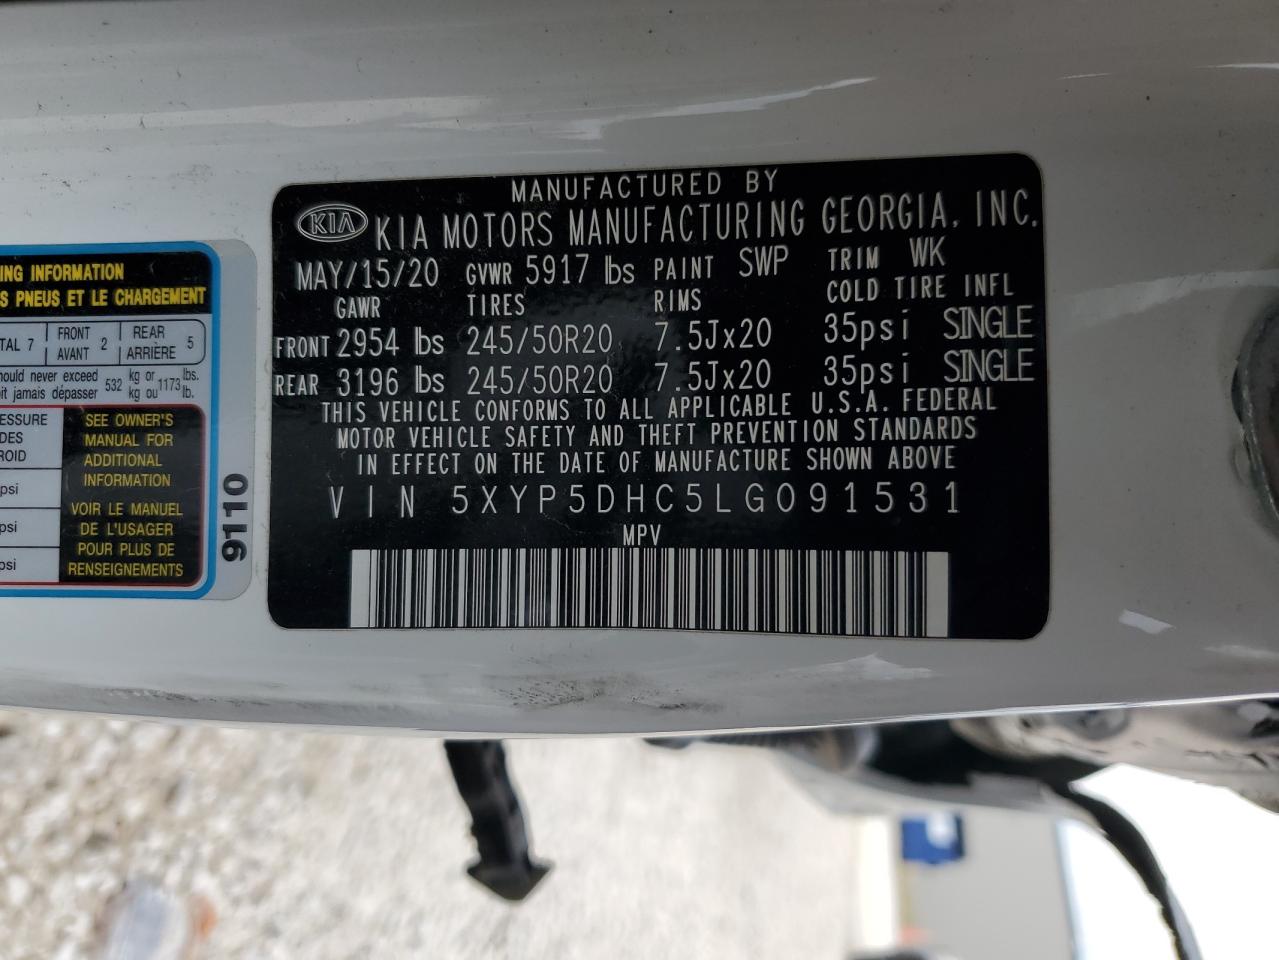 ING INFORMATION
S PNEUS ET LE CHARGEMENT
TAL 7 FRONT AVANT 2 REAR ARRIÈRE 5
ould never exceed 532 kg or 1173 lbs.
it jamais dépasser kg ou lb.
ESSURE
DES
ROID
psi
psi
psi
SEE OWNER'S
MANUAL FOR
ADDITIONAL
INFORMATION
VOIR LE MANUEL
DE L'USAGER
POUR PLUS DE
RENSEIGNEMENTS
9110
MANUFACTURED BY
KIA KIA MOTORS MANUFACTURING GEORGIA, INC.
MAY/15/20 GVWR 5917 lbs PAINT SWP TRIM WK
GAWR TIRES RIMS COLD TIRE INFL
FRONT 2954 lbs 245/50R20 7.5Jx20 35psi SINGLE
REAR 3196 lbs 245/50R20 7.5Jx20 35psi SINGLE
THIS VEHICLE CONFORMS TO ALL APPLICABLE U.S.A. FEDERAL
MOTOR VEHICLE SAFETY AND THEFT PREVENTION STANDARDS
IN EFFECT ON THE DATE OF MANUFACTURE SHOWN ABOVE
VIN 5XYP5DHC5LG091531
MPV